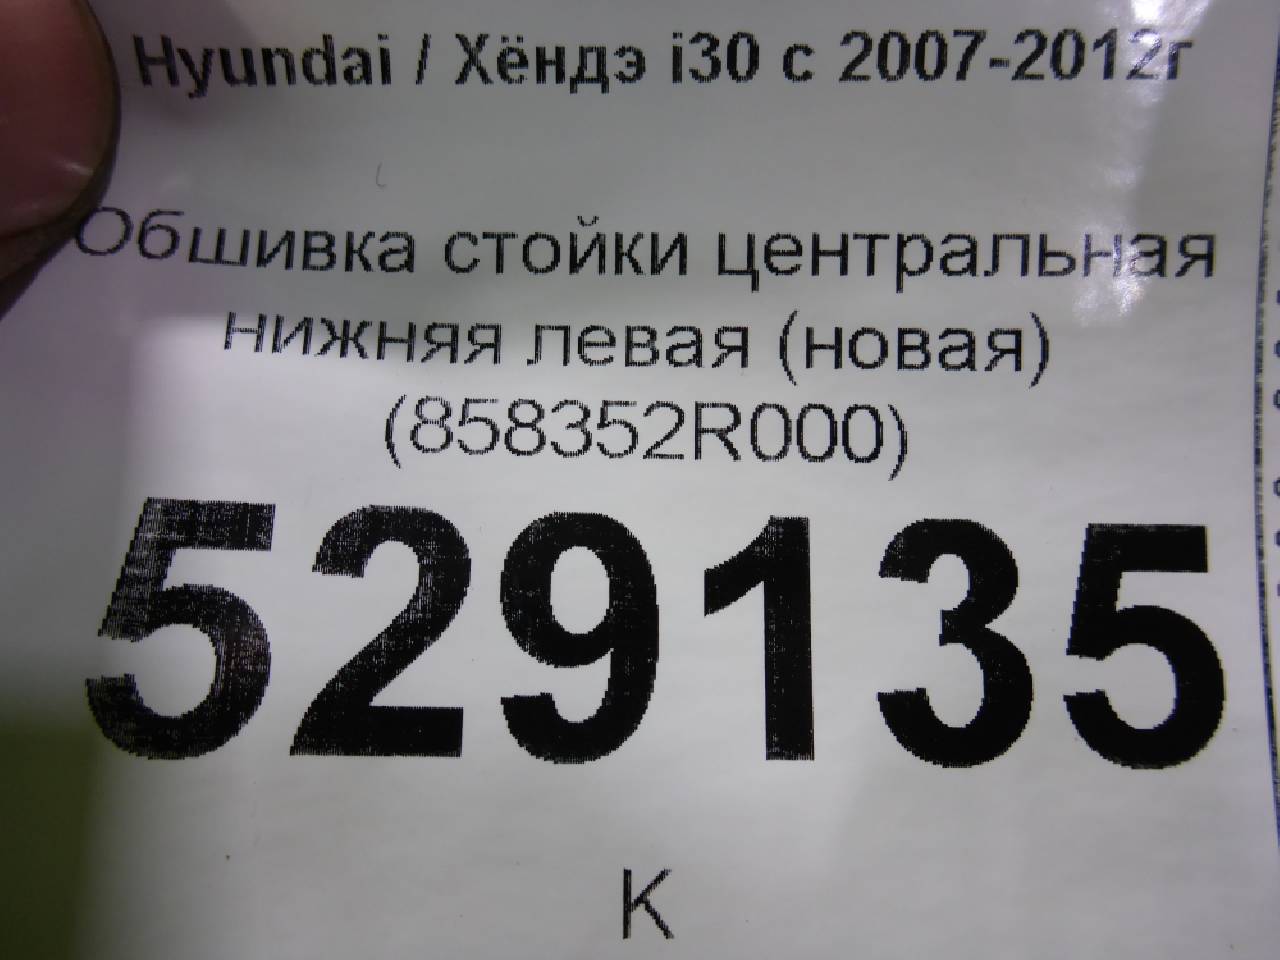 Hyundai / Хёндэ i30 с 2007-2012г
Обшивка стойки центральная
нижняя левая (новая)
(858352R000)
529135
К